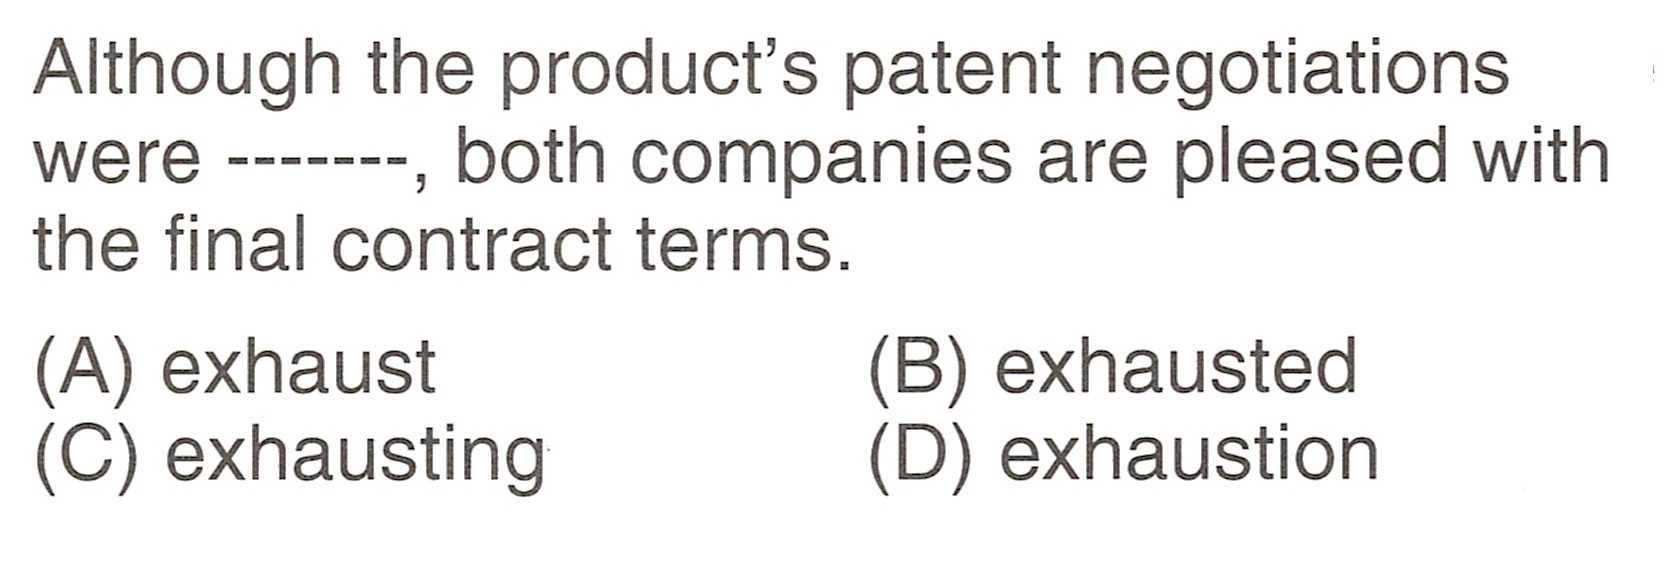 Although the product's patent negotiations
were -------, both companies are pleased with
the final contract terms.
(A) exhaust (B) exhausted
(C) exhausting (D) exhaustion